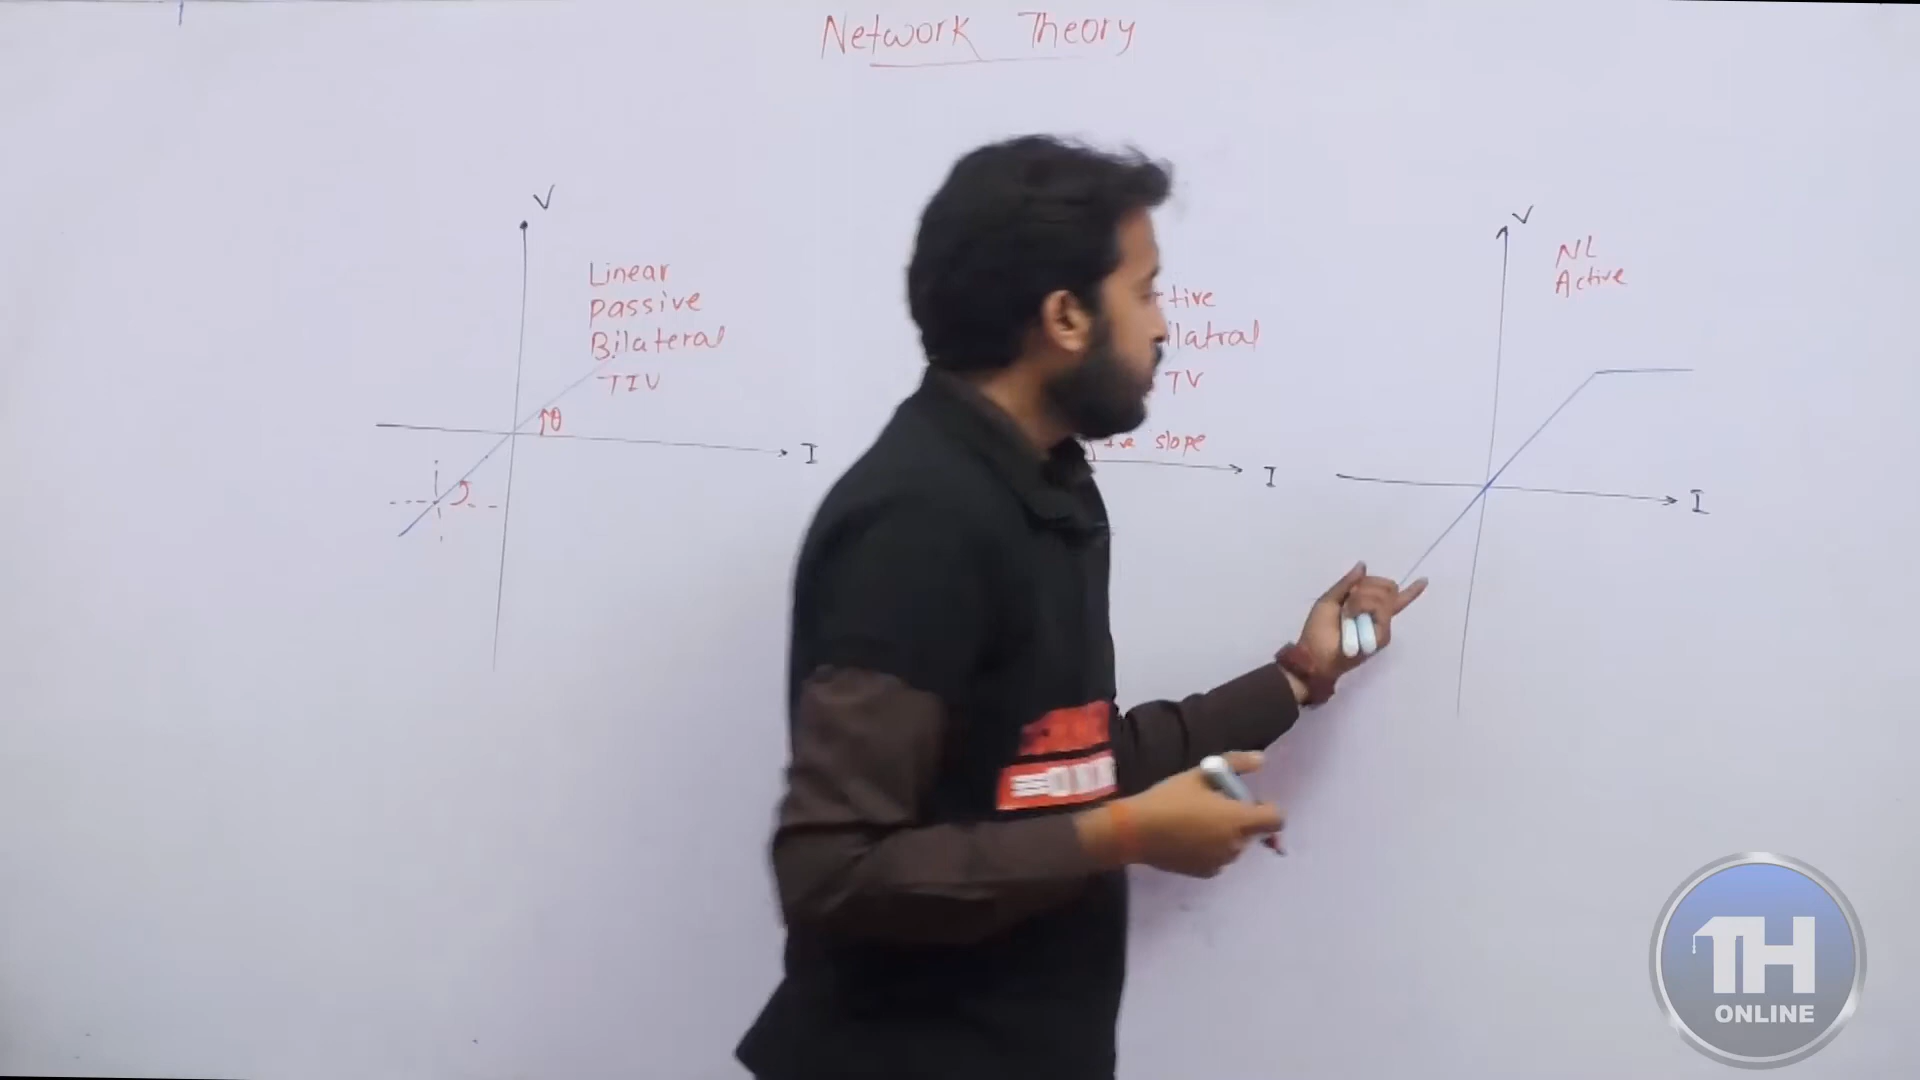 Network Theory
V
Linear
Passive
Bilateral
TIV
θ
I
tive
ilatral
TV
slope
I
V
NL
Active
I
TH
ONLINE